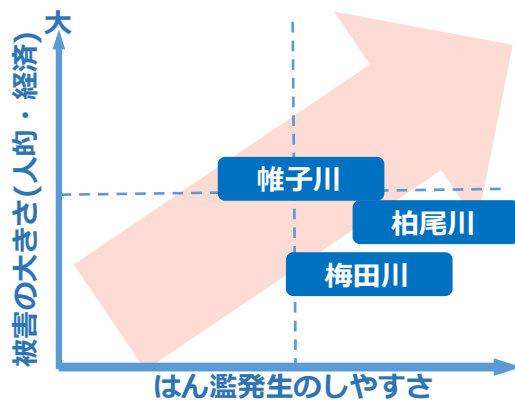 大
被害の大きさ(人的・経済)
帷子川
柏尾川
梅田川
はん濫発生のしやすさ